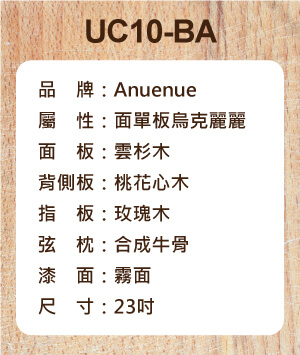 UC10-BA
品　牌：Anuenue
屬　性：面單板烏克麗麗
面　板：雲杉木
背側板：桃花心木
指　板：玫瑰木
弦　枕：合成牛骨
漆　面：霧面
尺　寸：23吋